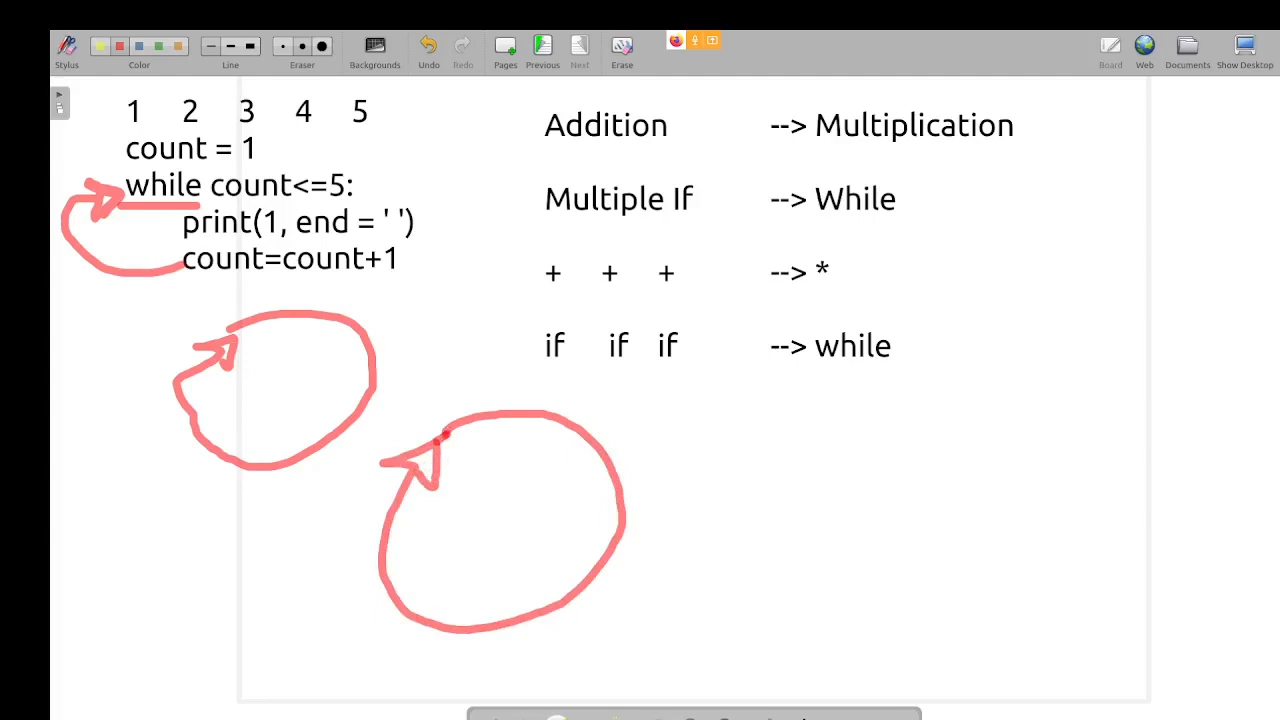 Stylus Color Line Eraser Backgrounds Undo Redo Pages Previous Next Erase Board Web Documents Show Desktop
1 2 3 4 5
count = 1
while count<=5:
print(1, end = ' ')
count=count+1
Addition --> Multiplication
Multiple If --> While
+ + + --> *
if if if --> while